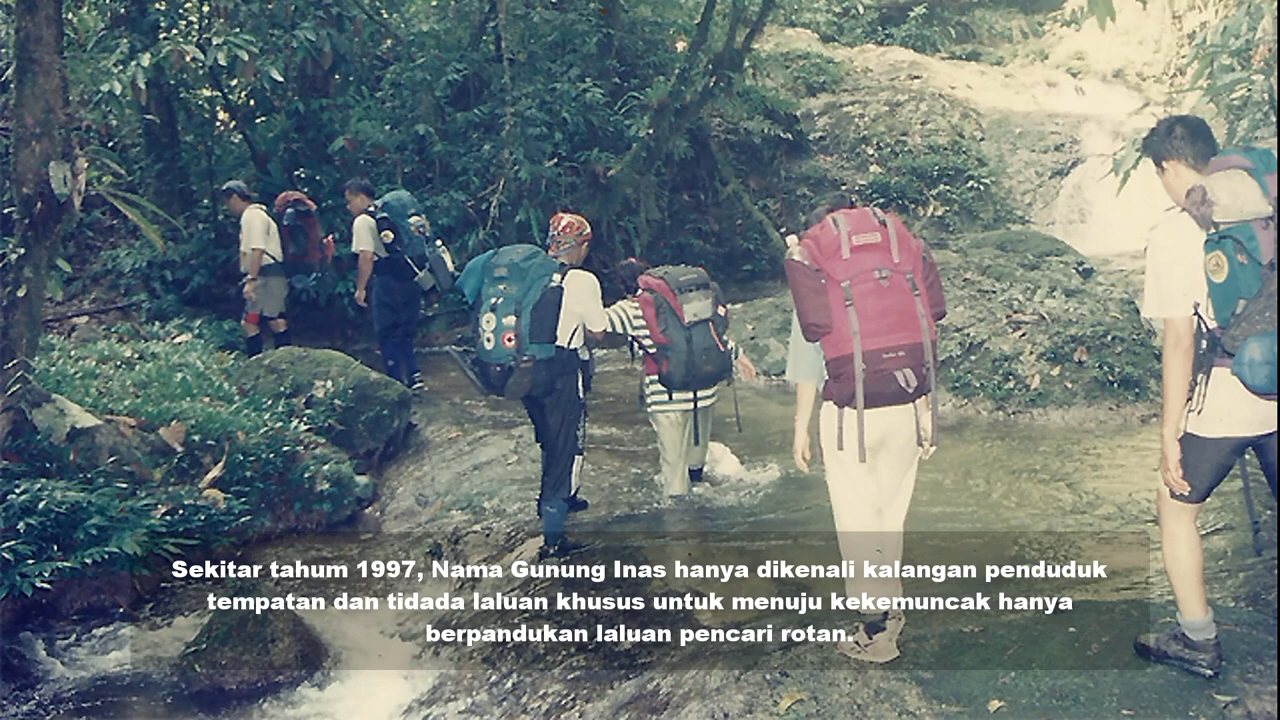 Sekitar tahum 1997, Nama Gunung Inas hanya dikenali kalangan penduduk
tempatan dan tidada laluan khusus untuk menuju kekemuncak hanya
berpandukan laluan pencari rotan.